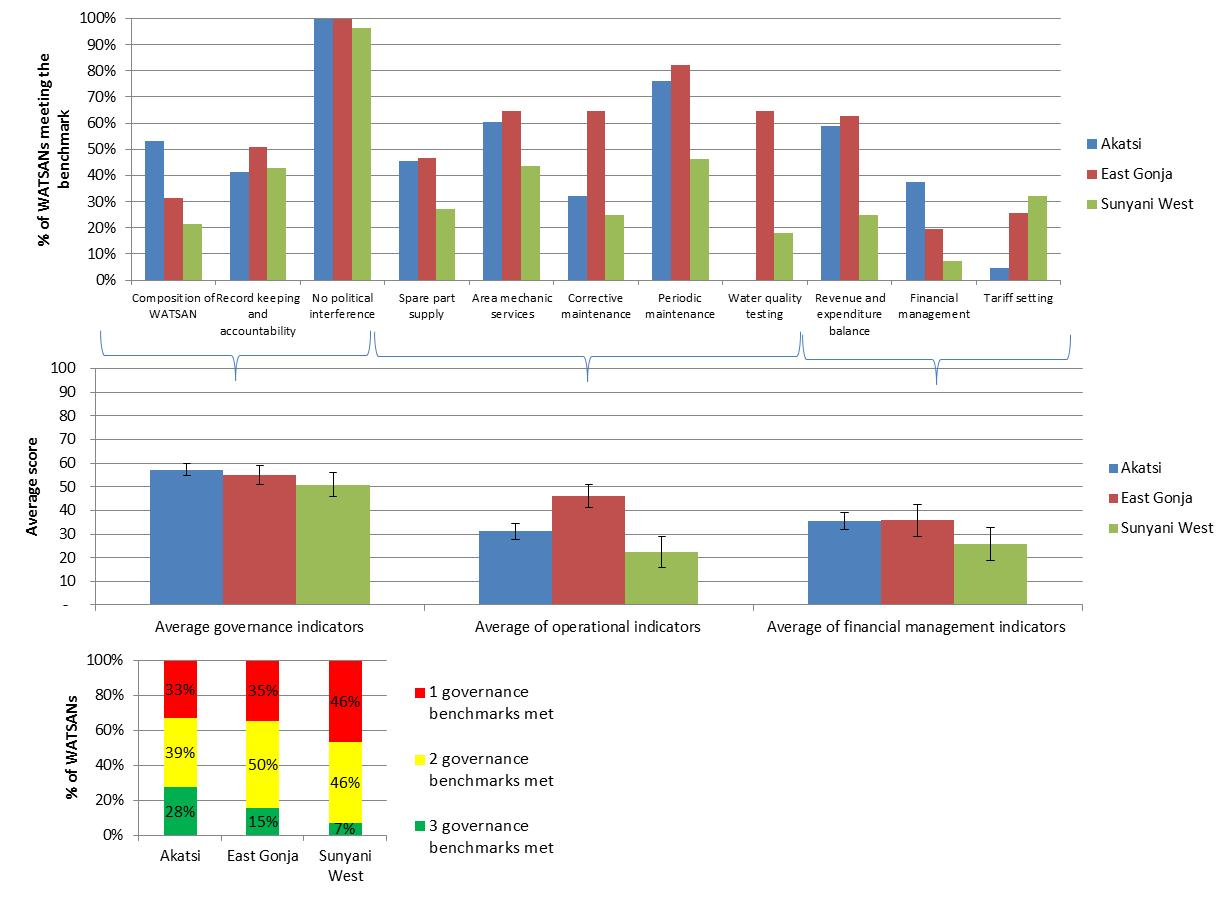 % of WATSANs meeting the
benchmark
100%
90%
80%
70%
60%
50%
40%
30%
20%
10%
0%
Composition of WATSAN
Record keeping and accountability
No political interference
Spare part supply
Area mechanic services
Corrective maintenance
Periodic maintenance
Water quality testing
Revenue and expenditure balance
Financial management
Tariff setting
Akatsi
East Gonja
Sunyani West
Average score
100
90
80
70
60
50
40
30
20
10
-
Average governance indicators
Average of operational indicators
Average of financial management indicators
Akatsi
East Gonja
Sunyani West
% of WATSANs
100%
80%
60%
40%
20%
0%
33%
35%
46%
39%
50%
46%
28%
15%
7%
Akatsi
East Gonja
Sunyani
West
1 governance
benchmarks met
2 governance
benchmarks met
3 governance
benchmarks met